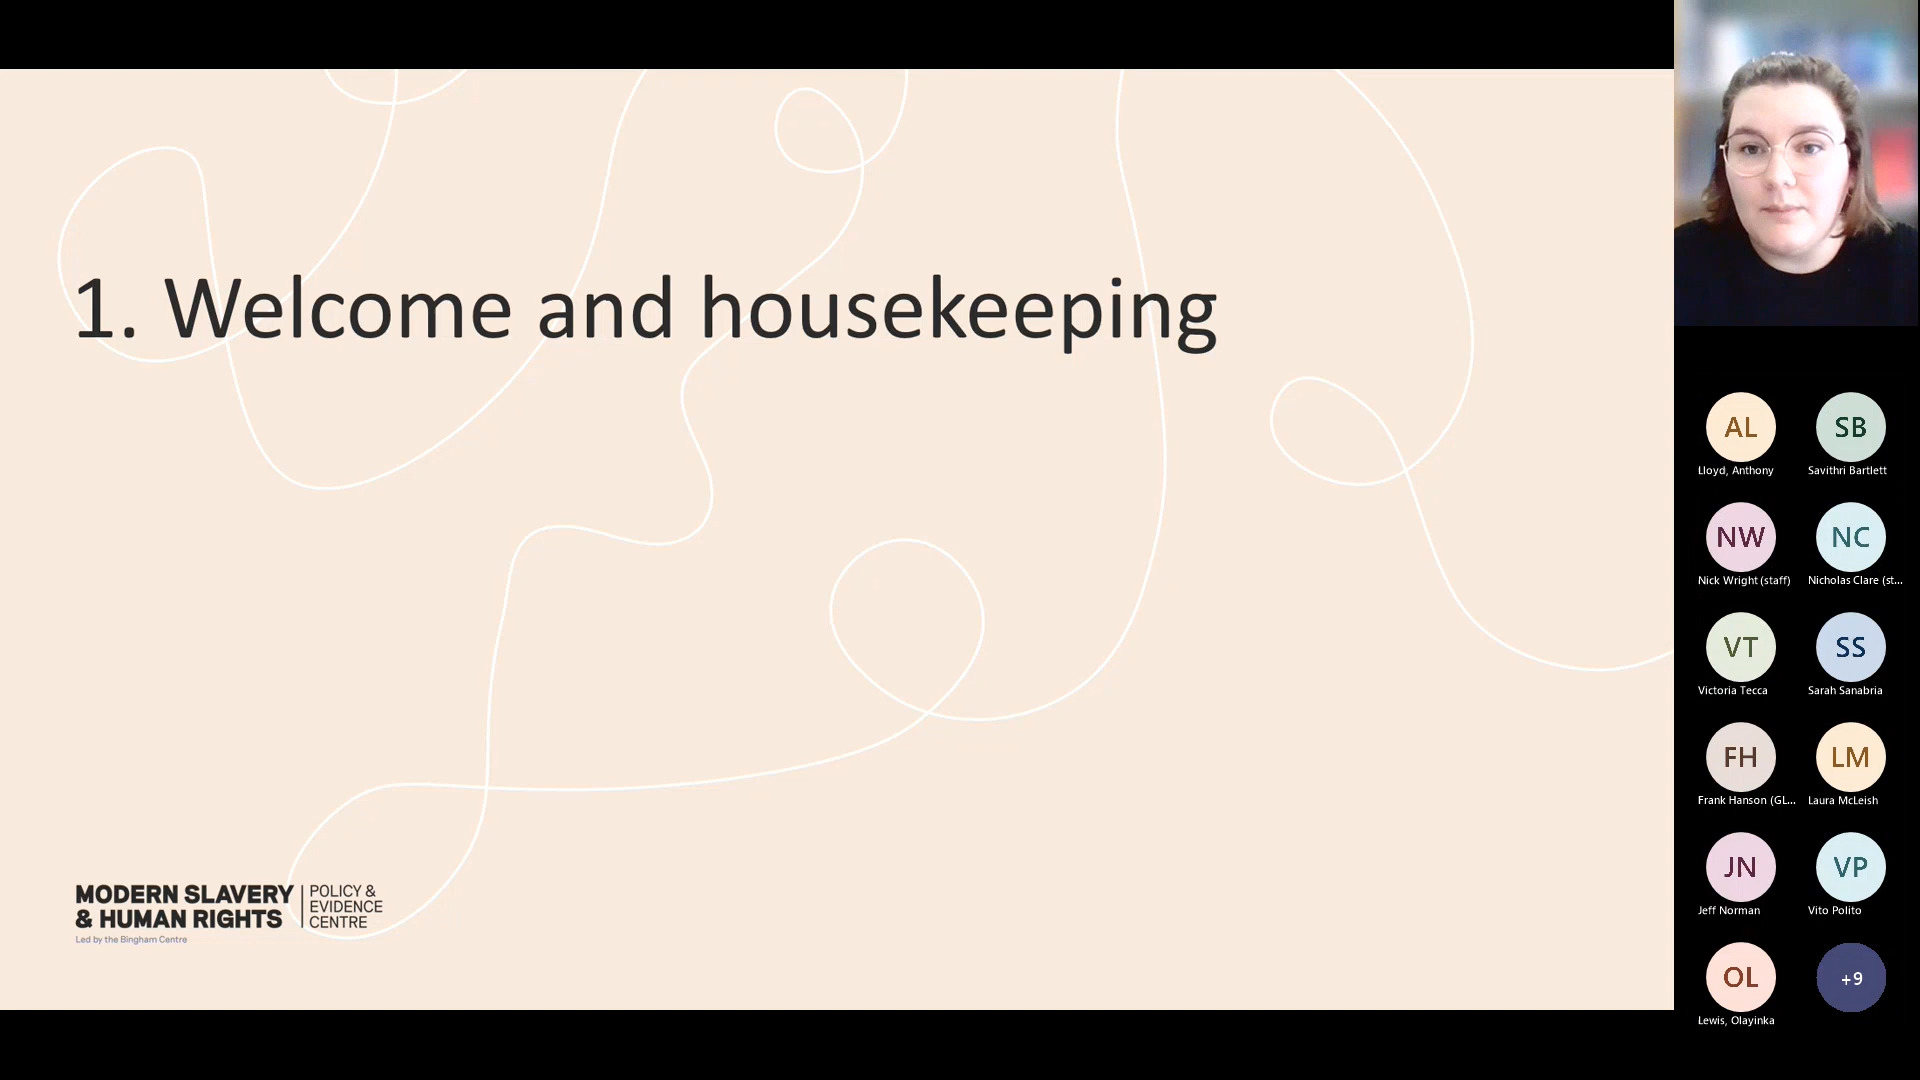 1. Welcome and housekeeping
MODERN SLAVERY
& HUMAN RIGHTS
POLICY &
EVIDENCE
CENTRE
Led by the Bingham Centre
AL
Lloyd, Anthony
SB
Savithri Bartlett
NW
Nick Wright (staff)
NC
Nicholas Clare (st...
VT
Victoria Tecca
SS
Sarah Sanabria
FH
Frank Hanson (GL...
LM
Laura McLeish
JN
Jeff Norman
VP
Vito Polito
OL
Lewis, Olayinka
+9